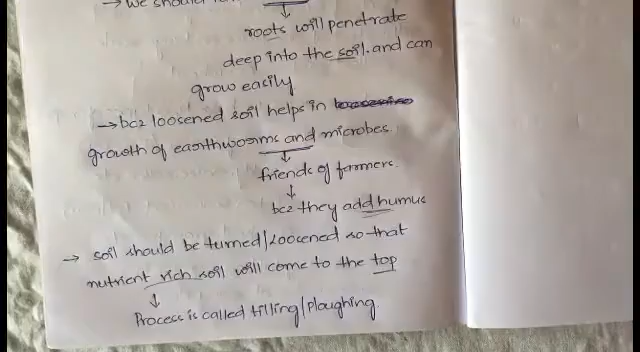 → We should
↓
roots will penetrate
deep into the soil. and can
grow easily
→ bcz loosened soil helps in
growth of earthworms and microbes.
↓
friends of farmers.
↓
bcz they add humus
→ soil should be turned/loosened so that
nutrient rich soil will come to the top
↓
Process is called tilling/ploughing.